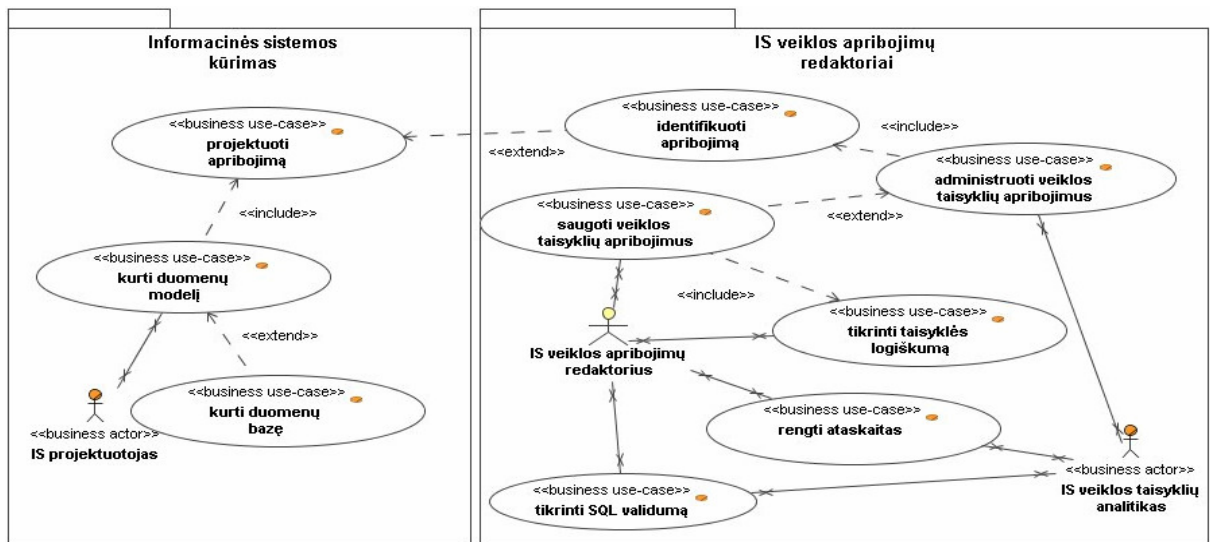 Informacinės sistemos
kūrimas
<<business use-case>>
projektuoti
apribojimą
<<include>>
<<business use-case>>
kurti duomenų
modelį
<<extend>>
<<business use-case>>
kurti duomenų
bazę
<<business actor>>
IS projektuotojas
<<extend>>
IS veiklos apribojimų
redaktoriai
<<business use-case>>
identifikuoti
apribojimą
<<include>>
<<business use-case>>
administruoti veiklos
taisyklių apribojimus
<<business use-case>>
saugoti veiklos
taisyklių apribojimus
<<extend>>
<<include>>
<<business use-case>>
tikrinti taisyklės
logiškumą
IS veiklos apribojimų
redaktorius
<<business use-case>>
rengti ataskaitas
<<business use-case>>
tikrinti SQL validumą
<<business actor>>
IS veiklos taisyklių
analitikas